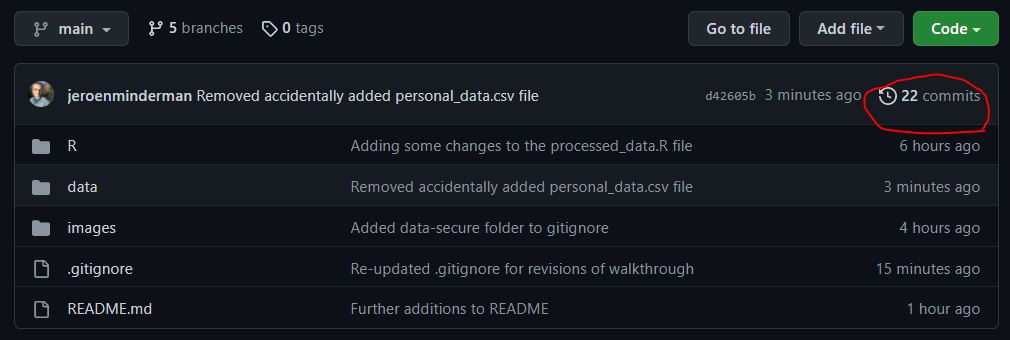 main 5 branches 0 tags Go to file Add file Code
jeroenminderman Removed accidentally added personal_data.csv file d42605b 3 minutes ago 22 commits
R Adding some changes to the processed_data.R file 6 hours ago
data Removed accidentally added personal_data.csv file 3 minutes ago
images Added data-secure folder to gitignore 4 hours ago
.gitignore Re-updated .gitignore for revisions of walkthrough 15 minutes ago
README.md Further additions to README 1 hour ago